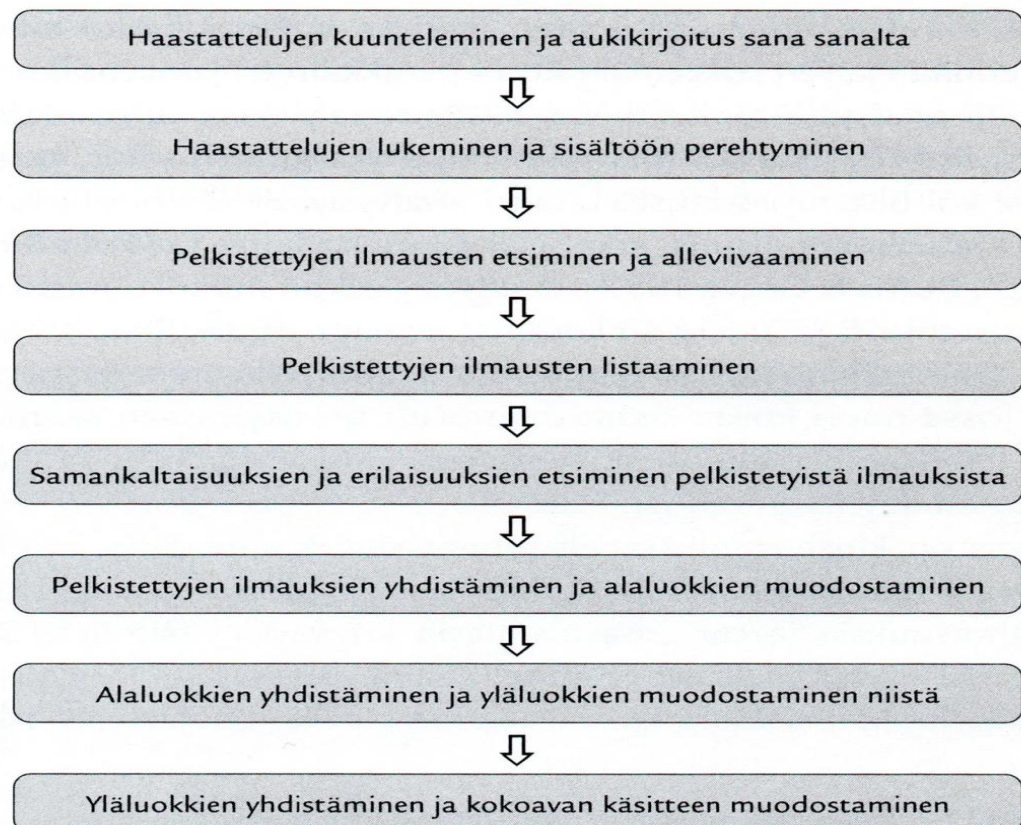 Haastattelujen kuunteleminen ja aukikirjoitus sana sanalta
Haastattelujen lukeminen ja sisältöön perehtyminen
Pelkistettyjen ilmausten etsiminen ja alleviivaaminen
Pelkistettyjen ilmausten listaaminen
Samankaltaisuuksien ja erilaisuuksien etsiminen pelkistetyistä ilmauksista
Pelkistettyjen ilmauksien yhdistäminen ja alaluokkien muodostaminen
Alaluokkien yhdistäminen ja yläluokkien muodostaminen niistä
Yläluokkien yhdistäminen ja kokoavan käsitteen muodostaminen